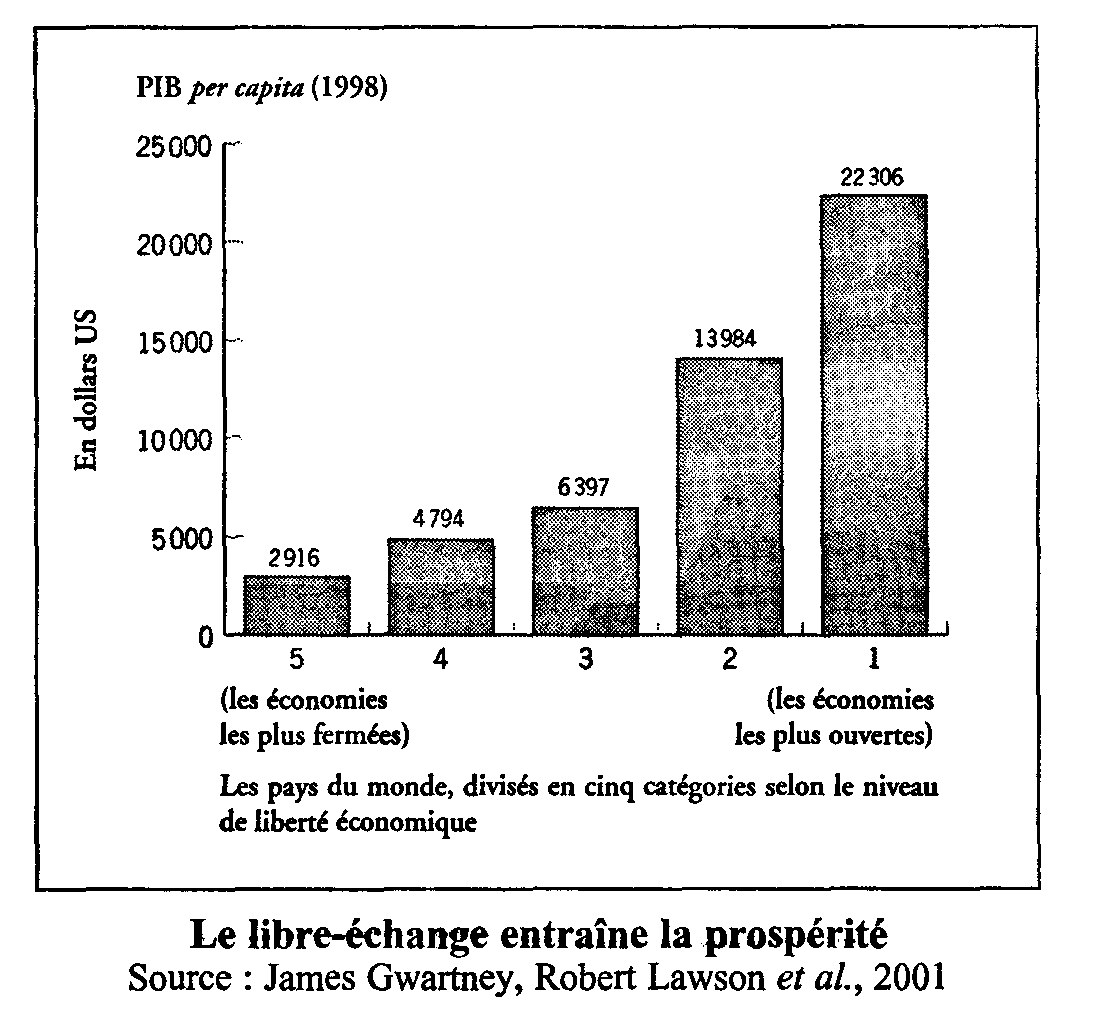 PIB per capita (1998)
25 000
20 000
15 000
10 000
5 000
0
En dollars US
2 916
4 794
6 397
13 984
22 306
5
4
3
2
1
(les économies
les plus fermées)
(les économies
les plus ouvertes)
Les pays du monde, divisés en cinq catégories selon le niveau
de liberté économique
Le libre-échange entraîne la prospérité
Source : James Gwartney, Robert Lawson et al., 2001